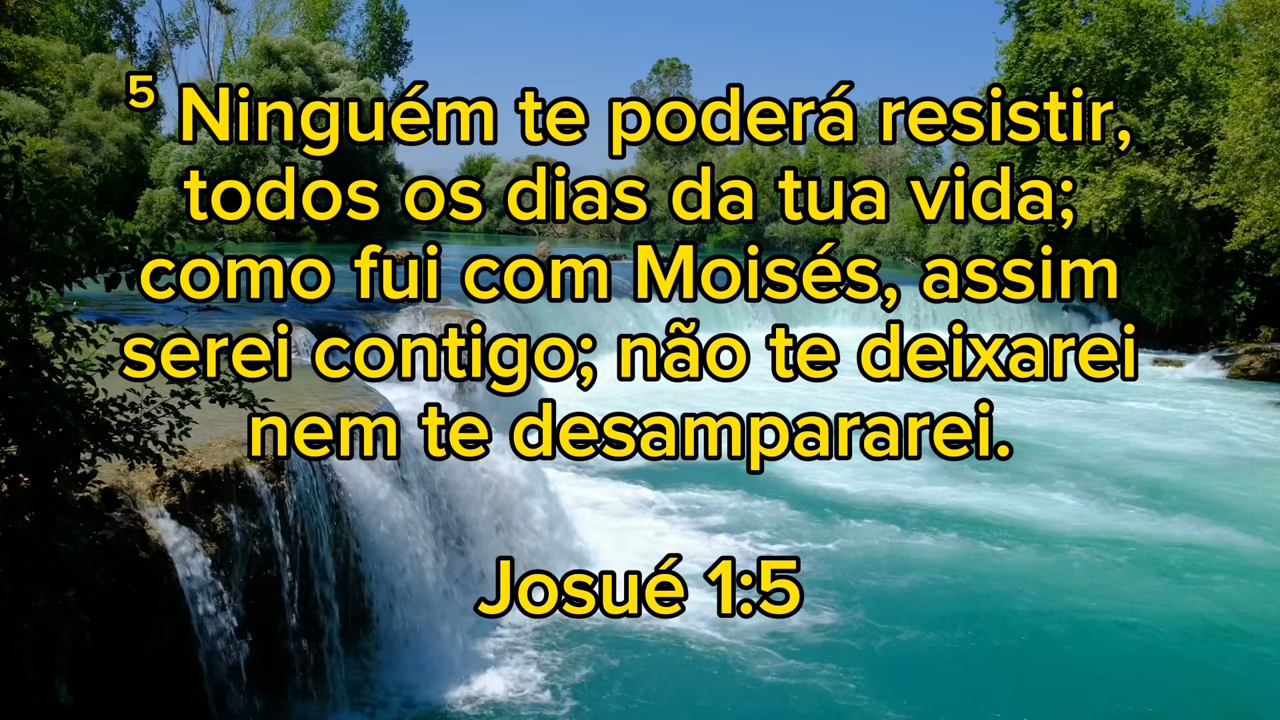 ⁵ Ninguém te poderá resistir,
todos os dias da tua vida;
como fui com Moisés, assim
serei contigo; não te deixarei
nem te desampararei.
Josué 1:5